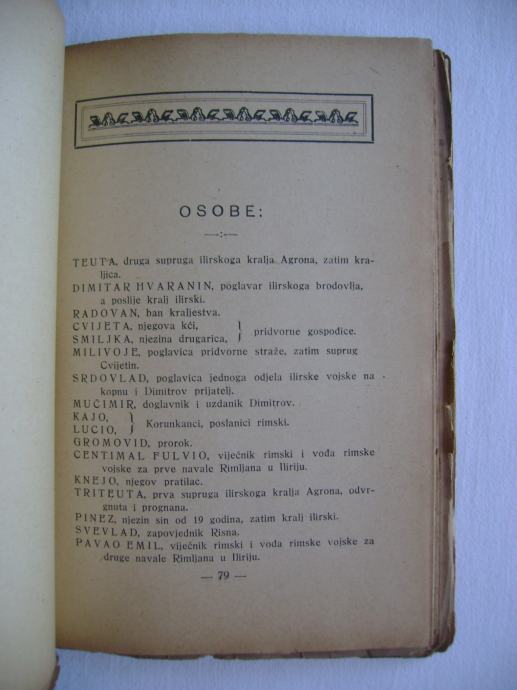 OSOBE:
TEUTA, druga supruga ilirskoga kralja Agrona, zatim kra-
ljica.
DIMITAR HVARANIN, poglavar ilirskoga brodovlja,
a poslije kralj ilirski.
RADOVAN, ban kraljestva.
CVIJETA, njegova kći,
SMILJKA, njezina drugarica, } pridvorne gospođice.
MILIVOJE, poglavica pridvorne straže, zatim suprug
Cvijetin.
SRDOVLAD, poglavica jednoga odjela ilirske vojske na
kopnu i Dimitrov prijatelj.
MUĆIMIR, doglavnik i uzdanik Dimitrov.
KAJO,
LUCIO, } Korunkanci, poslanici rimski.
GROMOVID, prorok.
CENTIMAL FULVIO, vijećnik rimski i vođa rimske
vojske za prve navale Rimljana u Iliriju.
KNEJO, njegov pratilac.
TRITEUTA, prva supruga ilirskoga kralja Agrona, odvr-
gnuta i prognana.
PINEZ, njezin sin od 19 godina, zatim kralj ilirski.
SVEVLAD, zapovjednik Risna.
PAVAO EMIL, vijećnik rimski i vođa rimske vojske za
druge navale Rimljana u Iliriju.
— 79 —